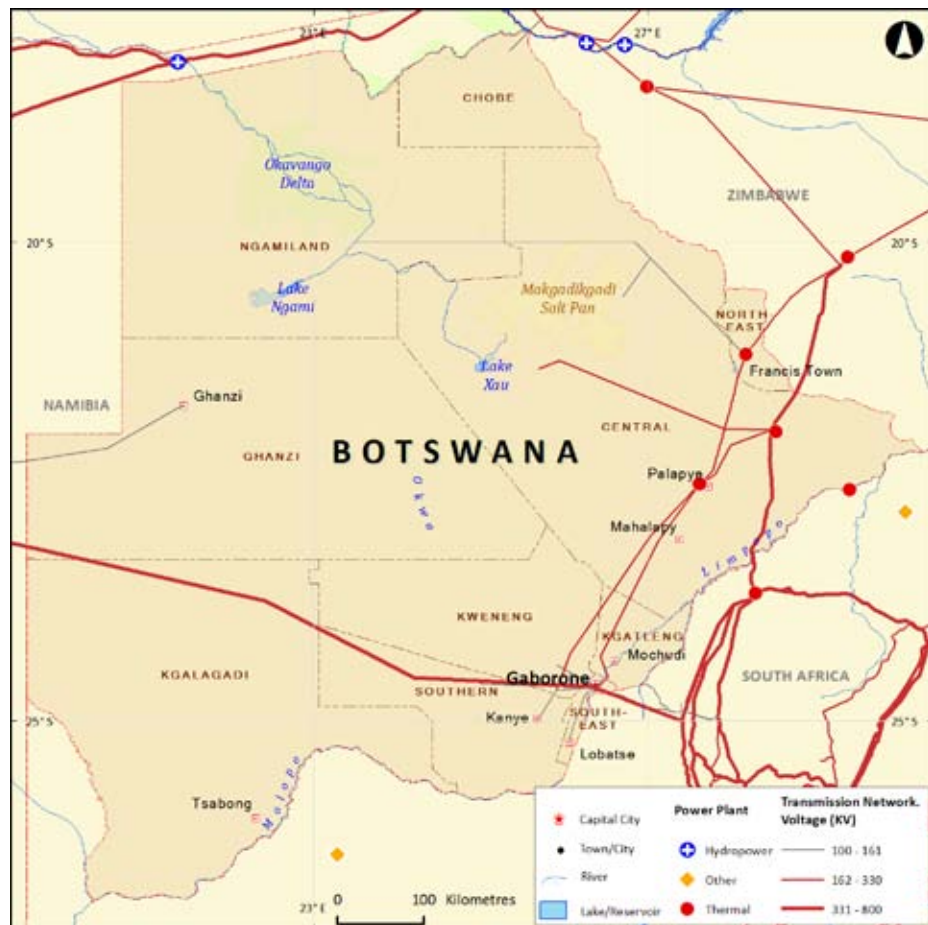 23° E
27° E
CHOBE
Okavango
Delta
ZIMBABWE
20° S
20° S
NGAMILAND
Lake
Ngami
Makgadikgadi
Salt Pan
NORTH
EAST
Francis Town
Lake
Xau
NAMIBIA
Ghanzi
CENTRAL
BOTSWANA
GHANZI
Palapye
Okwe
Mahalapy
Limpopo
KWENENG
KGATLENG
Mochudi
KGALAGADI
Gaborone
SOUTH AFRICA
SOUTHERN
SOUTH-
EAST
Kanye
25° S
25° S
Lobatse
Tsabong
Molopo
Capital City
Town/City
River
Lake/Reservoir
Power Plant
Hydropower
Other
Thermal
Transmission Network.
Voltage (KV)
100 - 161
162 - 330
331 - 800
23° E
0 100 Kilometres